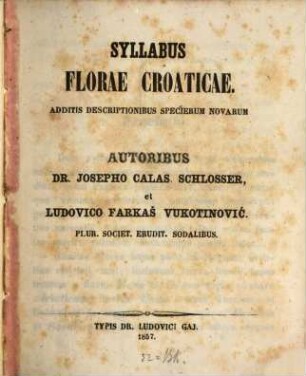 SYLLABUS
FLORAE CROATICAE.
ADDITIS DESCRIPTIONIBUS SPECIERUM NOVARUM
AUTORIBUS
DR. JOSEPHO CALAS. SCHLOSSER,
et
LUDOVICO FARKAŠ VUKOTINOVIĆ.
PLUR. SOCIET. ERUDIT. SODALIBUS.
TYPIS DR. LUDOVICI GAJ.
1857.